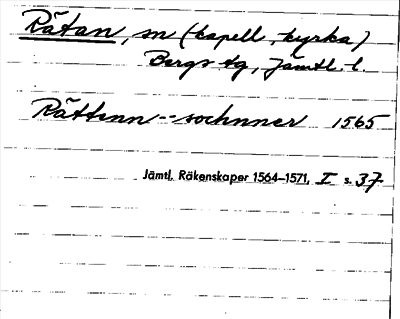 Rätan, sn (kapell, kyrka)
Bergs tg, Jämtl. l.
Rättenn -- sochnner 1565
Jämtl. Räkenskaper 1564–1571, I s. 37